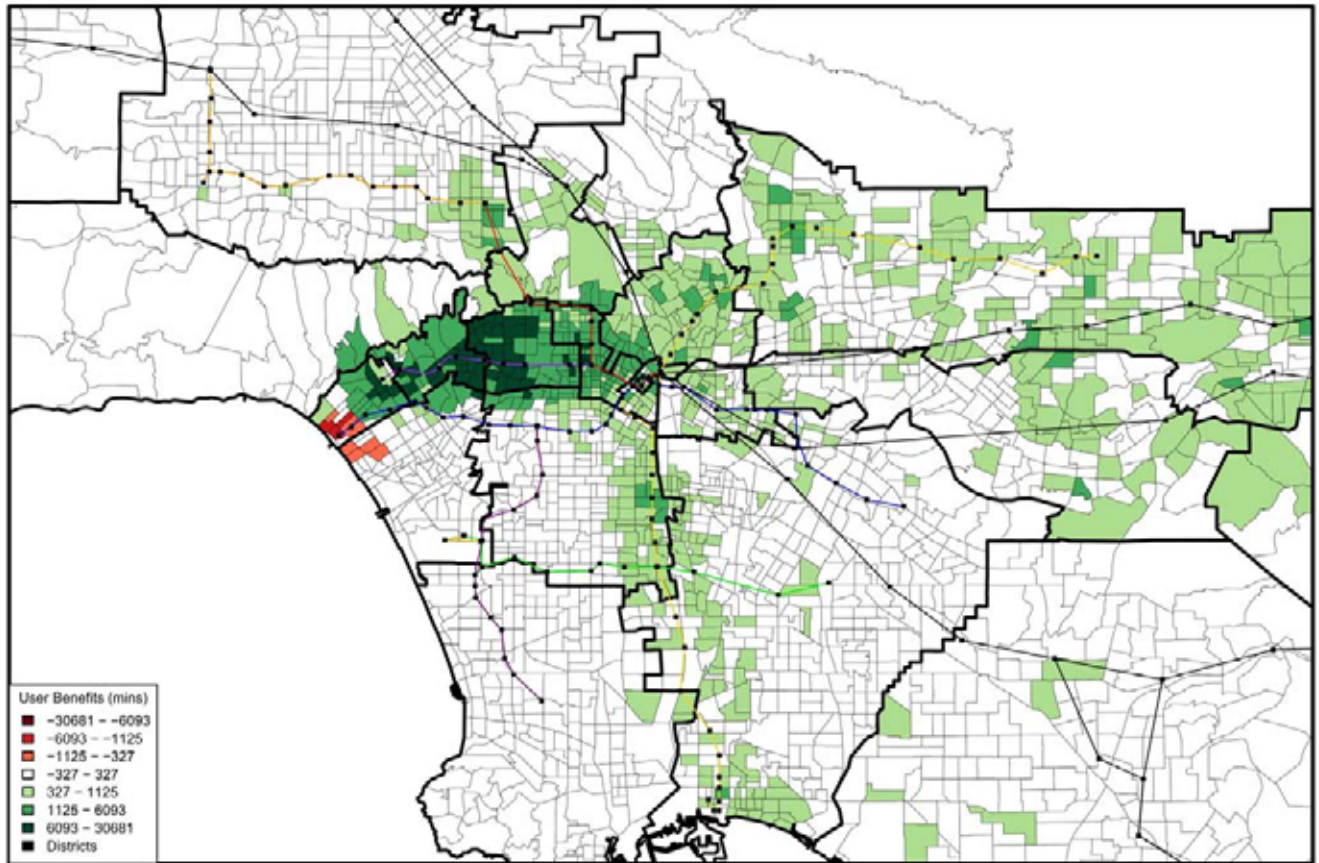 User Benefits (mins)
−30681 – −6093
−6093 – −1125
−1125 – −327
−327 – 327
327 – 1125
1125 – 6093
6093 – 30681
Districts